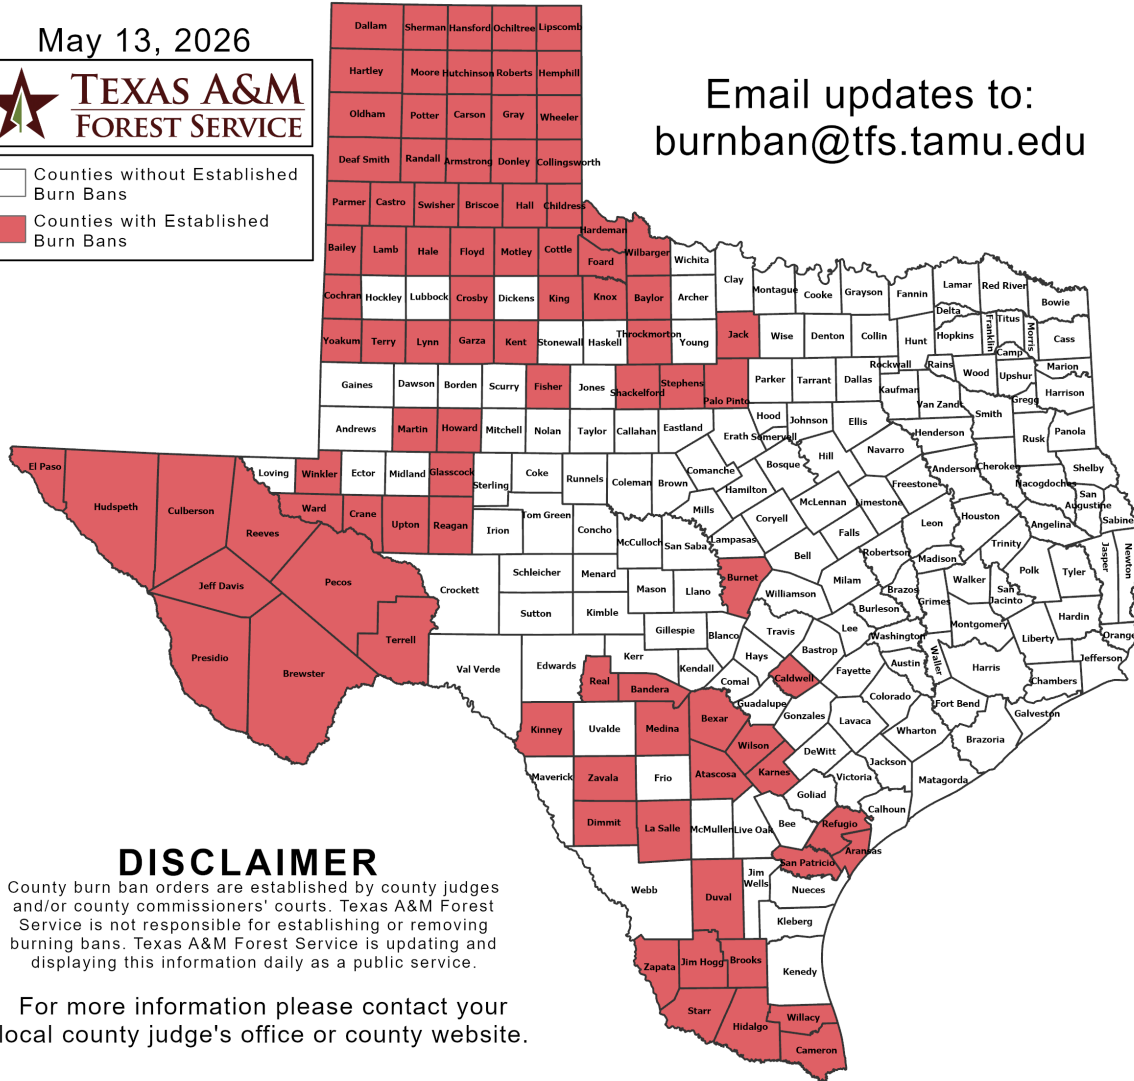 May 13, 2026
TEXAS A&M
FOREST SERVICE
Counties without Established
Burn Bans
Counties with Established
Burn Bans
Email updates to:
burnban@tfs.tamu.edu
Dallam Sherman Hansford Ochiltree Lipscomb
Hartley Moore Hutchinson Roberts Hemphill
Oldham Potter Carson Gray Wheeler
Deaf Smith Randall Armstrong Donley Collingsworth
Parmer Castro Swisher Briscoe Hall Childress
Hardeman
Bailey Lamb Hale Floyd Motley Cottle Foard Wilbarger Wichita
Clay Montague Cooke Grayson Fannin Lamar Red River Bowie
Cochran Hockley Lubbock Crosby Dickens King Knox Baylor Archer
Delta Franklin Titus Morris
Yoakum Terry Lynn Garza Kent Stonewall Haskell Throckmorton Young Jack Wise Denton Collin Hunt Hopkins Camp Cass
Rockwall Rains Wood Upshur Marion
Gaines Dawson Borden Scurry Fisher Jones Shackelford Stephens Palo Pinto Parker Tarrant Dallas Kaufman Van Zandt Smith Gregg Harrison
Andrews Martin Howard Mitchell Nolan Taylor Callahan Eastland Erath Hood Somervell Johnson Ellis Henderson Rusk Panola
El Paso Hudspeth Culberson Loving Winkler Ector Midland Glasscock Sterling Coke Runnels Coleman Brown Comanche Bosque Hill Navarro Anderson Cherokee Nacogdoches Shelby
Reeves Ward Crane Upton Reagan Irion Tom Green Concho Mills Hamilton McLennan Limestone Freestone Leon Houston Angelina San Augustine Sabine
McCulloch San Saba Lampasas Coryell Bell Falls Robertson Madison Trinity Polk Tyler Jasper Newton
Jeff Davis Pecos Crockett Schleicher Menard Mason Llano Burnet Williamson Milam Brazos Grimes Walker San Jacinto
Terrell Sutton Kimble Gillespie Blanco Travis Lee Burleson Washington Montgomery Liberty Hardin Orange
Presidio Brewster Val Verde Edwards Kerr Kendall Hays Bastrop Fayette Austin Waller Harris Chambers Jefferson
Real Bandera Comal Caldwell Guadalupe Colorado Fort Bend Galveston
Kinney Uvalde Medina Bexar Wilson Gonzales Lavaca Wharton Brazoria
Maverick Zavala Frio Atascosa Karnes DeWitt Victoria Jackson Matagorda
Goliad Calhoun
Dimmit La Salle McMullen Live Oak Bee Refugio Aransas
Webb Duval Jim Wells San Patricio Nueces
Kleberg
Zapata Jim Hogg Brooks Kenedy
Starr Hidalgo Willacy
Cameron
DISCLAIMER
County burn ban orders are established by county judges
and/or county commissioners' courts. Texas A&M Forest
Service is not responsible for establishing or removing
burning bans. Texas A&M Forest Service is updating and
displaying this information daily as a public service.
For more information please contact your
local county judge's office or county website.